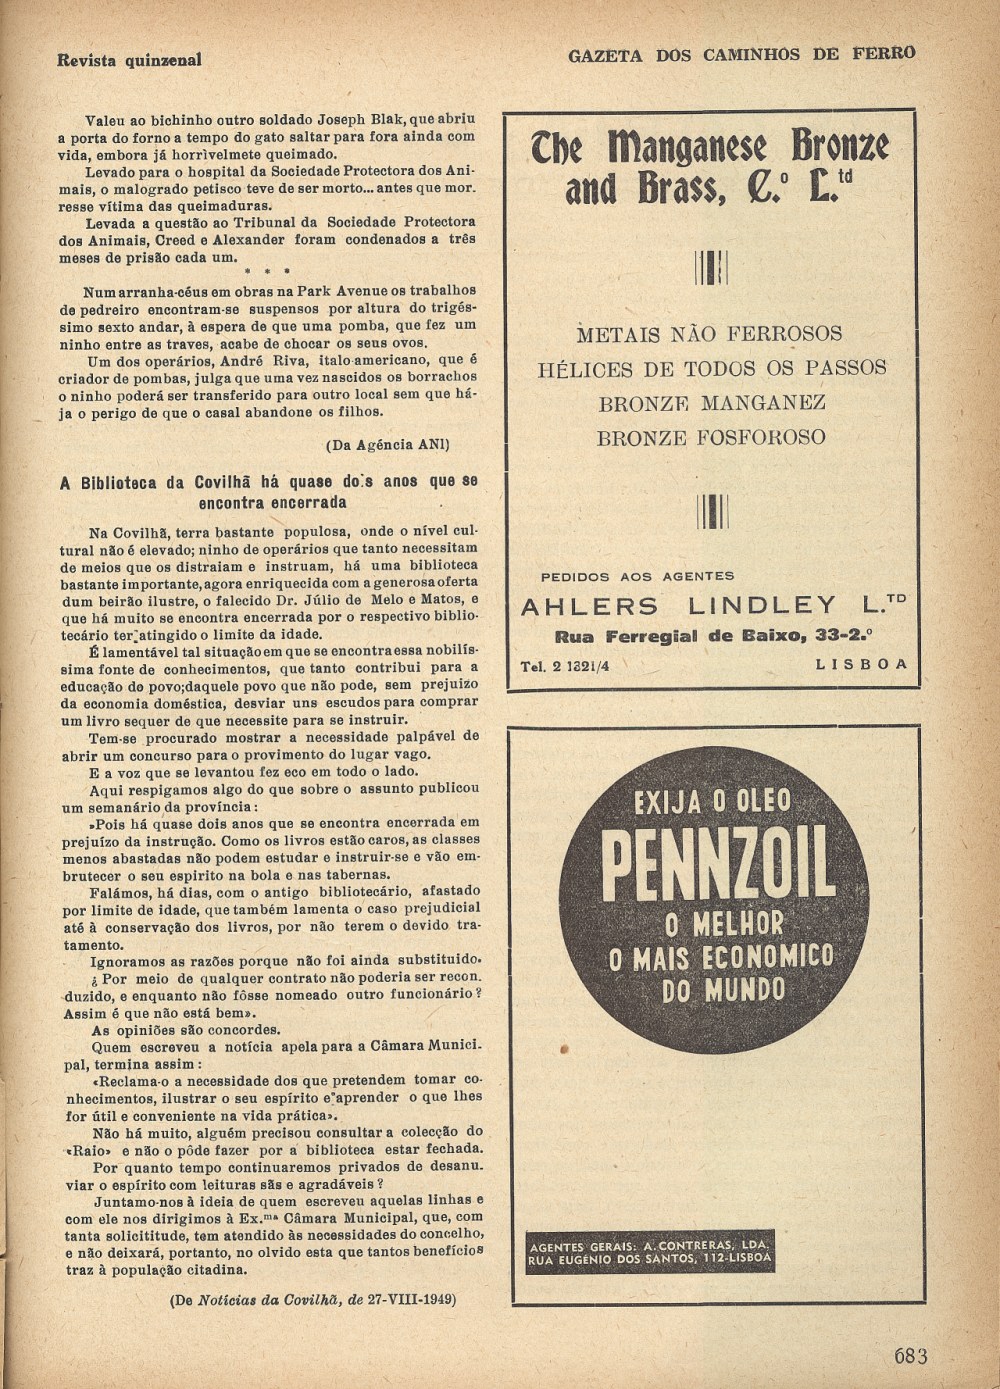 Revista quinzenal
GAZETA DOS CAMINHOS DE FERRO
Valeu ao bichinho outro soldado Joseph Blak, que abriu
a porta do forno a tempo do gato saltar para fora ainda com
vida, embora já horrìvelmete queimado.
Levado para o hospital da Sociedade Protectora dos Ani-
mais, o malogrado petisco teve de ser morto... antes que mor.
resse vítima das queimaduras.
Levada a questão ao Tribunal da Sociedade Protectora
dos Animais, Creed e Alexander foram condenados a três
meses de prisão cada um.
* * *
Num arranha-céus em obras na Park Avenue os trabalhos
de pedreiro encontram-se suspensos por altura do trigés-
simo sexto andar, à espera de que uma pomba, que fez um
ninho entre as traves, acabe de chocar os seus ovos.
Um dos operários, André Riva, italo-americano, que é
criador de pombas, julga que uma vez nascidos os borrachos
o ninho poderá ser transferido para outro local sem que há-
ja o perigo de que o casal abandone os filhos.
(Da Agência ANI)
A Biblioteca da Covilhã há quase do:s anos que se
encontra encerrada
Na Covilhã, terra bastante populosa, onde o nível cul-
tural não é elevado; ninho de operários que tanto necessitam
de meios que os distraiam e instruam, há uma biblioteca
bastante importante, agora enriquecida com a generosa oferta
dum beirão ilustre, o falecido Dr. Júlio de Melo e Matos, e
que há muito se encontra encerrada por o respectivo biblio-
tecário ter atingido o limite da idade.
É lamentável tal situação em que se encontra essa nobilís-
sima fonte de conhecimentos, que tanto contribui para a
educação do povo; daquele povo que não pode, sem prejuízo
da economia doméstica, desviar uns escudos para comprar
um livro sequer de que necessite para se instruir.
Tem-se procurado mostrar a necessidade palpável de
abrir um concurso para o provimento do lugar vago.
E a voz que se levantou fez eco em todo o lado.
Aqui respigamos algo do que sobre o assunto publicou
um semanário da província:
»Pois há quase dois anos que se encontra encerrada em
prejuízo da instrução. Como os livros estão caros, as classes
menos abastadas não podem estudar e instruir-se e vão em-
brutecer o seu espirito na bola e nas tabernas.
Falámos, há dias, com o antigo bibliotecário, afastado
por limite de idade, que também lamenta o caso prejudicial
até à conservação dos livros, por não terem o devido tra-
tamento.
Ignoramos as razões porque não foi ainda substituido.
¿ Por meio de qualquer contrato não poderia ser recon.
duzido, e enquanto não fôsse nomeado outro funcionário?
Assim é que não está bem».
As opiniões são concordes.
Quem escreveu a notícia apela para a Câmara Munici-
pal, termina assim:
«Reclama-o a necessidade dos que pretendem tomar co-
nhecimentos, ilustrar o seu espírito e aprender o que lhes
for útil e conveniente na vida prática».
Não há muito, alguém precisou consultar a colecção do
«Raio» e não o pôde fazer por a biblioteca estar fechada.
Por quanto tempo continuaremos privados de desanu-
viar o espírito com leituras sãs e agradáveis?
Juntamo-nos à ideia de quem escreveu aquelas linhas e
com ele nos dirigimos à Ex.ma Câmara Municipal, que, com
tanta solicititude, tem atendido às necessidades do concelho,
e não deixará, portanto, no olvido esta que tantos benefícios
traz à população citadina.
(De Notícias da Covilhã, de 27-VIII-1949)
The Manganese Bronze
and Brass, C.º L.td
METAIS NÃO FERROSOS
HÉLICES DE TODOS OS PASSOS
BRONZE MANGANEZ
BRONZE FOSFOROSO
PEDIDOS AOS AGENTES
AHLERS LINDLEY L.TD
Rua Ferregial de Baixo, 33-2.º
Tel. 2 1321/4 LISBOA
EXIJA O OLEO
PENNZOIL
O MELHOR
O MAIS ECONOMICO
DO MUNDO
AGENTES GERAIS: A. CONTRERAS, LDA.
RUA EUGÉNIO DOS SANTOS, 112-LISBOA
683